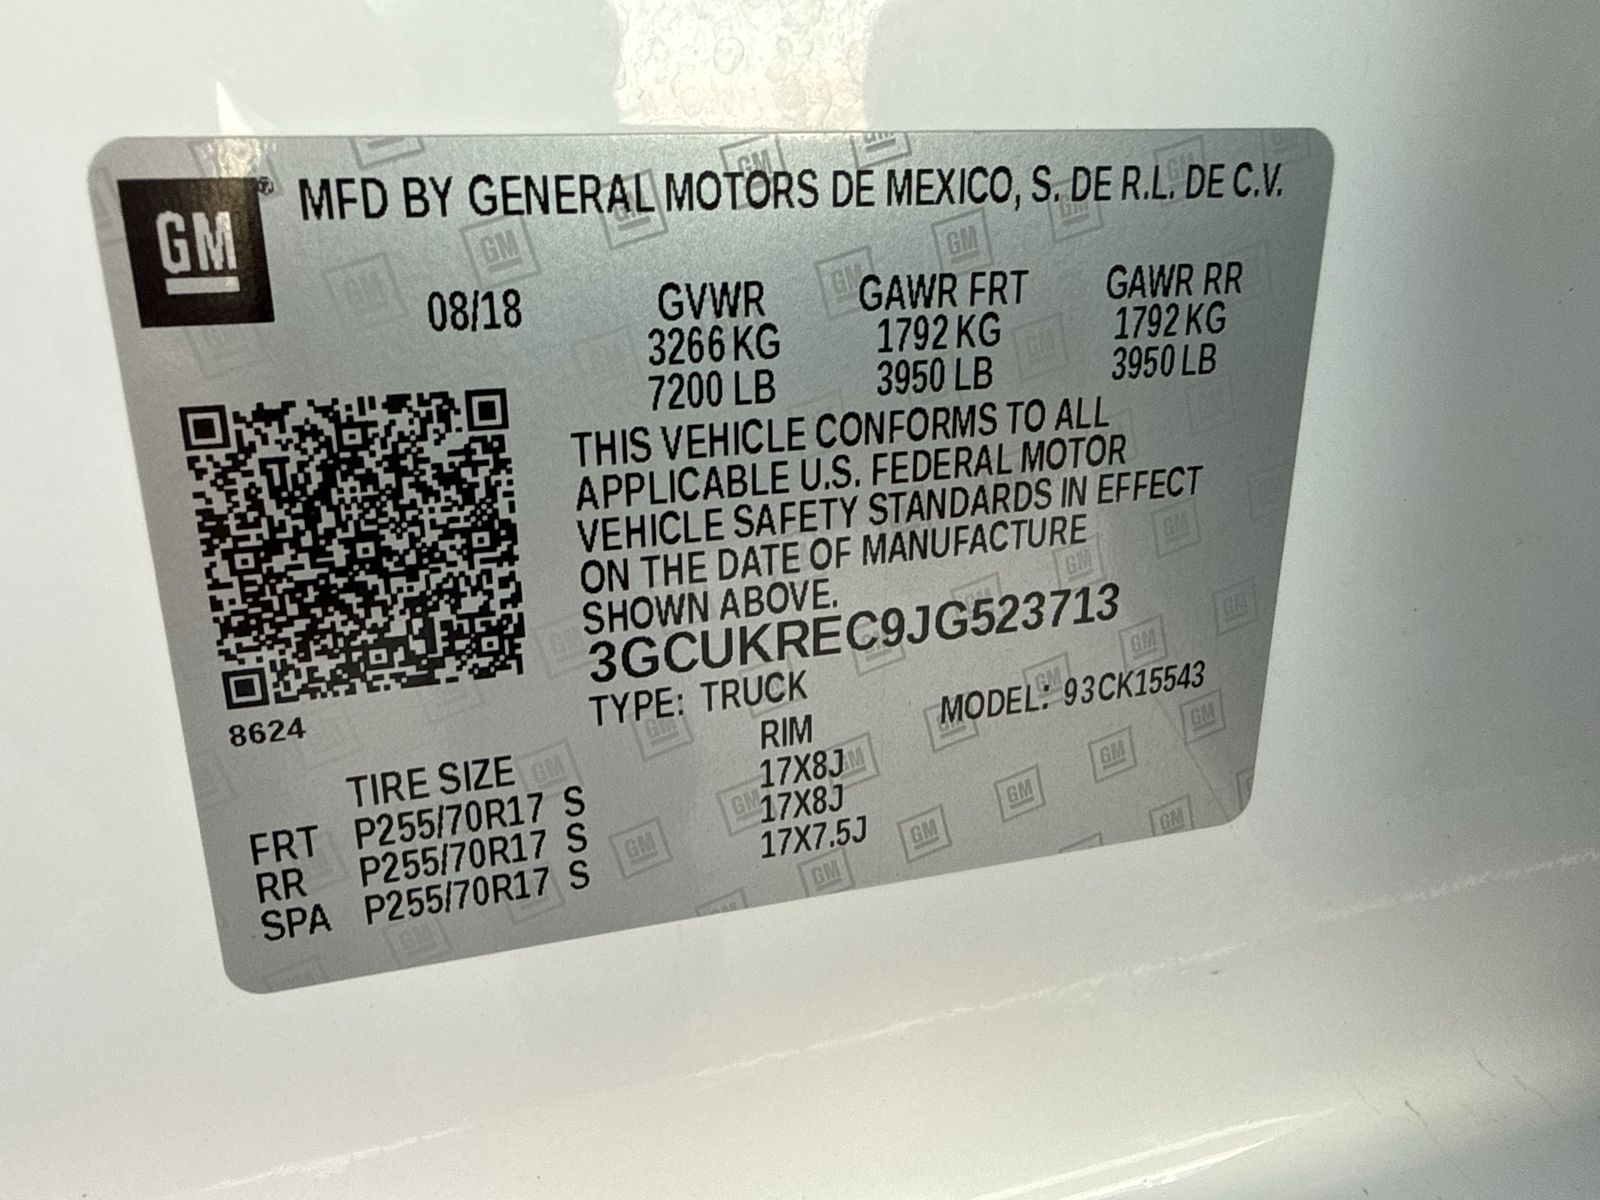 GM® MFD BY GENERAL MOTORS DE MEXICO, S. DE R.L. DE C.V.
08/18 GVWR GAWR FRT GAWR RR
3266 KG 1792 KG 1792 KG
7200 LB 3950 LB 3950 LB
THIS VEHICLE CONFORMS TO ALL
APPLICABLE U.S. FEDERAL MOTOR
VEHICLE SAFETY STANDARDS IN EFFECT
ON THE DATE OF MANUFACTURE
SHOWN ABOVE.
3GCUKREC9JG523713
8624 TYPE: TRUCK MODEL: 93CK15543
TIRE SIZE RIM
FRT P255/70R17 S 17X8J
RR P255/70R17 S 17X8J
SPA P255/70R17 S 17X7.5J